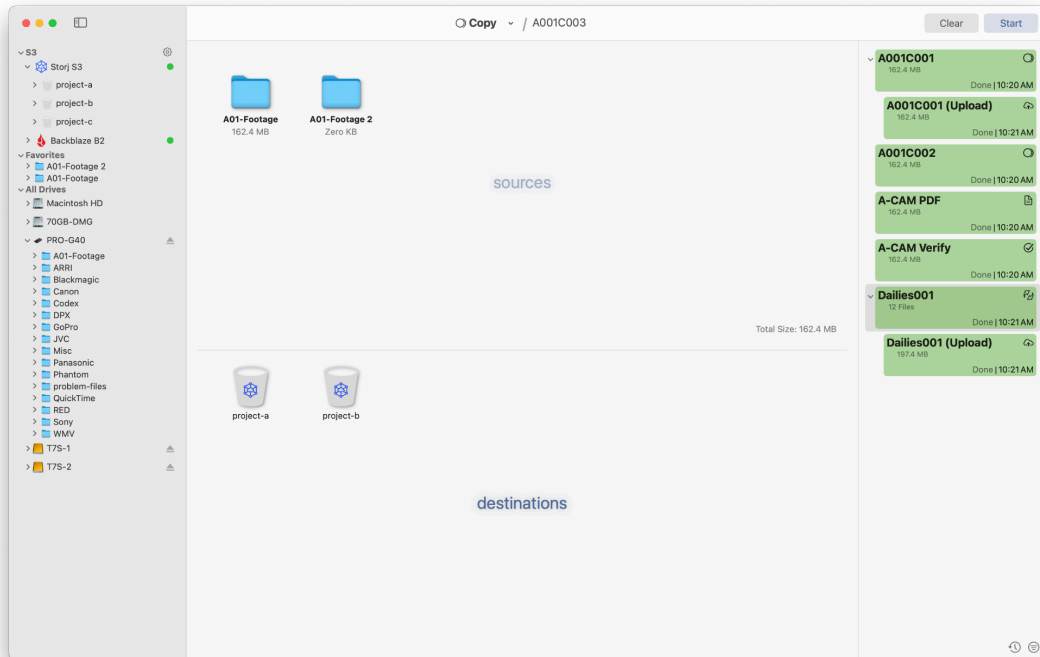 Copy / A001C003
Clear
Start
S3
Storj S3
project-a
project-b
project-c
Backblaze B2
Favorites
A01-Footage 2
A01-Footage
All Drives
Macintosh HD
70GB-DMG
PRO-G40
A01-Footage
ARRI
Blackmagic
Canon
Codex
DPX
GoPro
JVC
Misc
Panasonic
Phantom
problem-files
QuickTime
RED
Sony
WMV
T7S-1
T7S-2
A01-Footage
162.4 MB
A01-Footage 2
Zero KB
sources
Total Size: 162.4 MB
project-a
project-b
destinations
A001C001
162.4 MB
Done | 10:20 AM
A001C001 (Upload)
162.4 MB
Done | 10:21 AM
A001C002
162.4 MB
Done | 10:20 AM
A-CAM PDF
162.4 MB
Done | 10:20 AM
A-CAM Verify
162.4 MB
Done | 10:20 AM
Dailies001
12 Files
Done | 10:21 AM
Dailies001 (Upload)
197.4 MB
Done | 10:21 AM